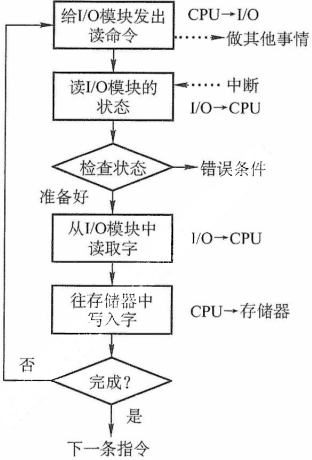 给I/O模块发出
读命令
CPU→I/O
做其他事情
读I/O模块的
状态
中断
I/O→CPU
检查状态
错误条件
准备好
从I/O模块中
读取字
I/O→CPU
往存储器中
写入字
CPU→存储器
否
完成?
是
下一条指令